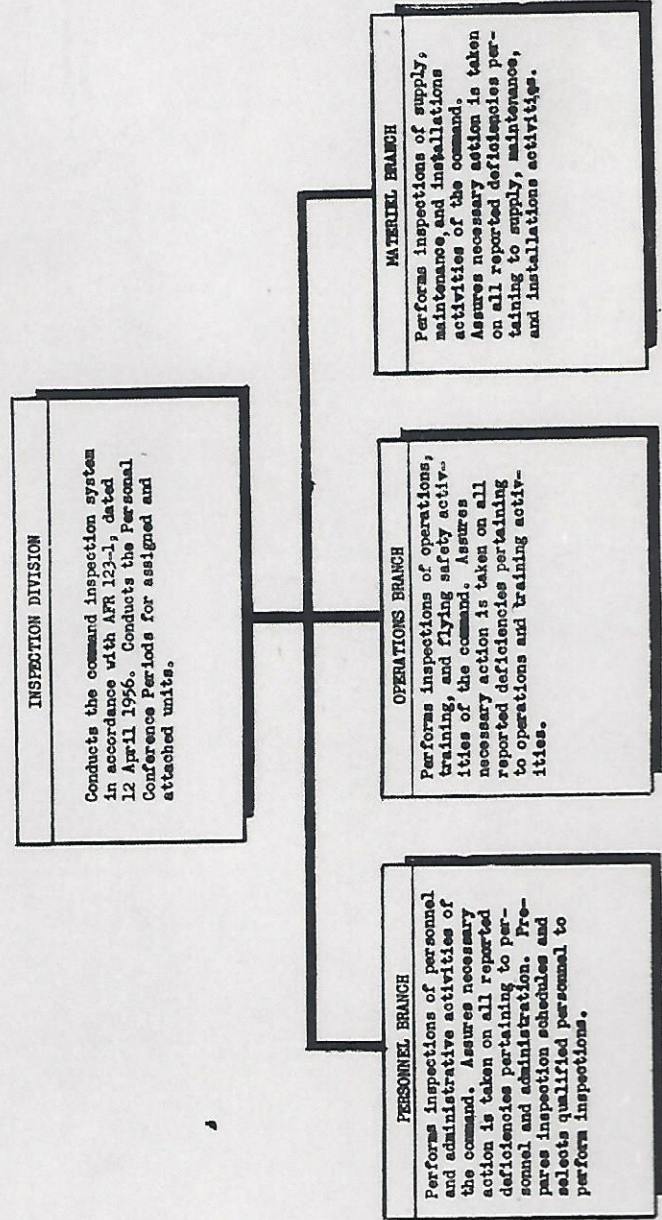 INSPECTION DIVISION
Conducts the command inspection system
in accordance with AFR 123-1, dated
12 April 1956. Conducts the Personal
Conference Periods for assigned and
attached units.
PERSONNEL BRANCH
Performs inspections of personnel
and administrative activities of
the command. Assures necessary
action is taken on all reported
deficiencies pertaining to per-
sonnel and administration. Pre-
pares inspection schedules and
selects qualified personnel to
perform inspections.
OPERATIONS BRANCH
Performs inspections of operations,
training, and flying safety activ-
ities of the command. Assures
necessary action is taken on all
reported deficiencies pertaining
to operations and training activ-
ities.
MATERIEL BRANCH
Performs inspections of supply,
maintenance, and installations
activities of the command.
Assures necessary action is taken
on all reported deficiencies per-
taining to supply, maintenance,
and installations activities.